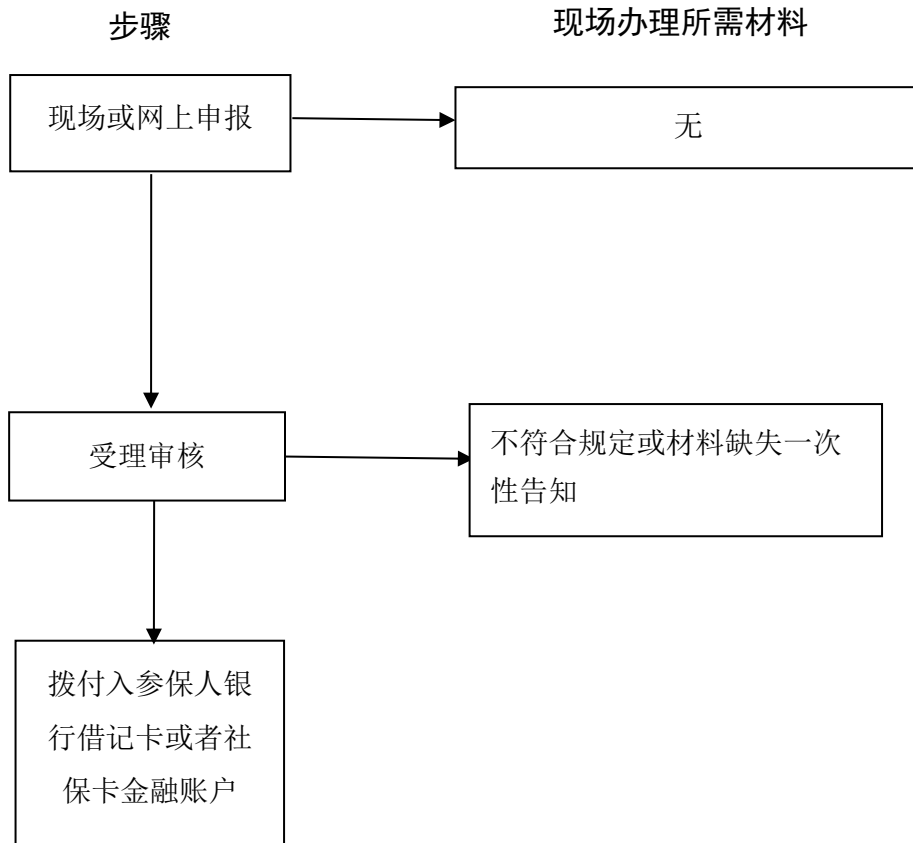 步骤
现场办理所需材料
现场或网上申报
无
受理审核
不符合规定或材料缺失一次
性告知
拨付入参保人银
行借记卡或者社
保卡金融账户